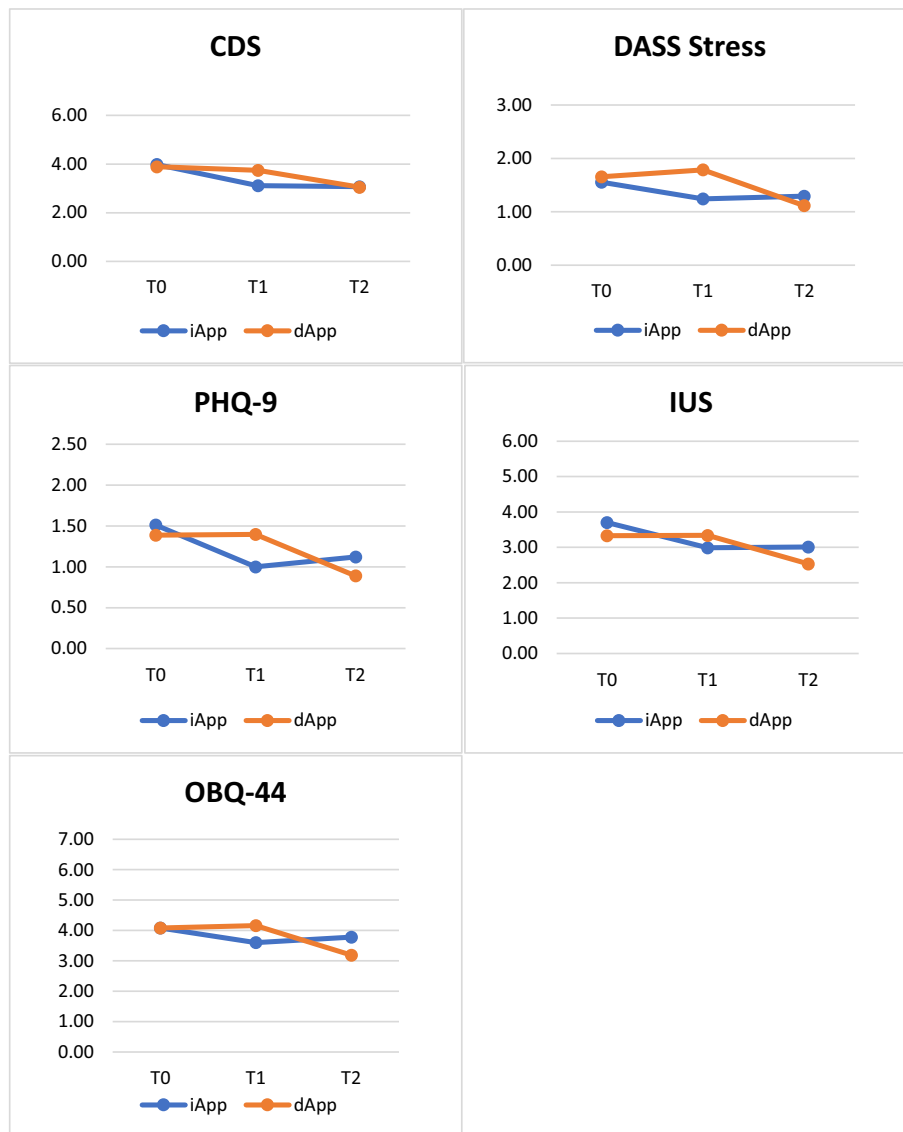 CDS
6.00
4.00
2.00
0.00
T0 T1 T2
iApp dApp
DASS Stress
3.00
2.00
1.00
0.00
T0 T1 T2
iApp dApp
PHQ-9
2.50
2.00
1.50
1.00
0.50
0.00
T0 T1 T2
iApp dApp
IUS
6.00
5.00
4.00
3.00
2.00
1.00
0.00
T0 T1 T2
iApp dApp
OBQ-44
7.00
6.00
5.00
4.00
3.00
2.00
1.00
0.00
T0 T1 T2
iApp dApp